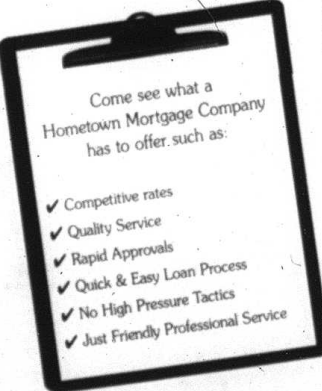 Come see what a
Hometown Mortgage Company
has to offer such as:
✔ Competitive rates
✔ Quality Service
✔ Rapid Approvals
✔ Quick & Easy Loan Process
✔ No High Pressure Tactics
✔ Just Friendly Professional Service